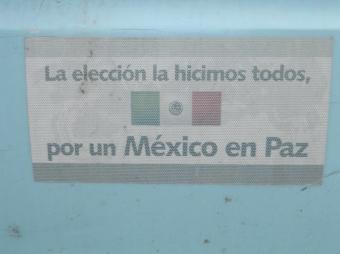 La elección la hicimos todos,
por un México en Paz